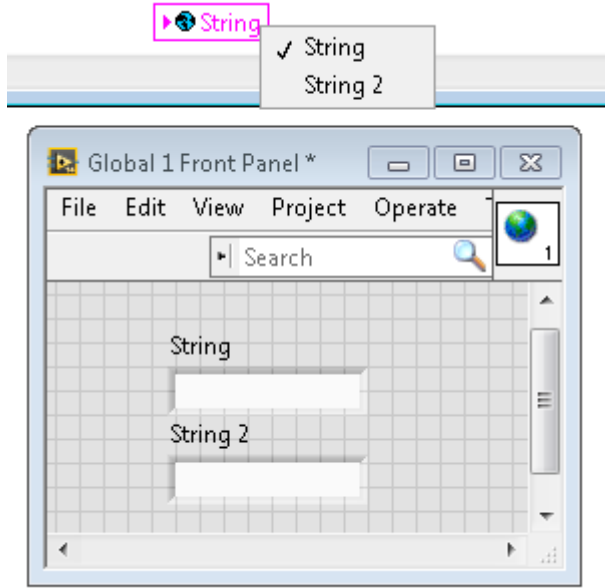 String
✓ String
String 2
Global 1 Front Panel *
File Edit View Project Operate
Search
1
String
String 2